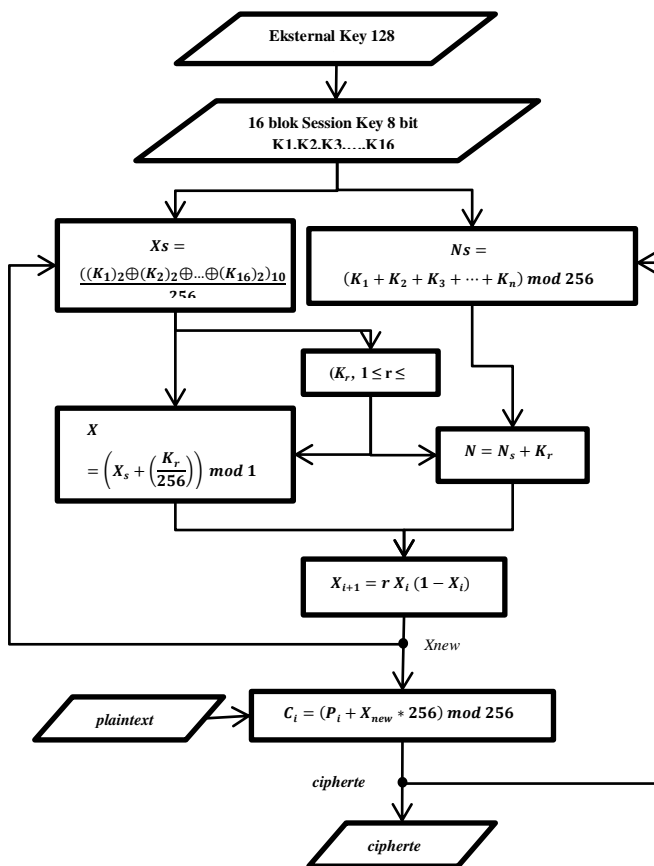 Eksternal Key 128
16 blok Session Key 8 bit
K1,K2,K3,…,K16
Xs =
((K₁)₂⊕(K₂)₂⊕…⊕(K₁₆)₂)₁₀
256
Ns =
(K₁ + K₂ + K₃ + ⋯ + Kₙ) mod 256
(Kᵣ, 1 ≤ r ≤
X
= (Xₛ + (Kᵣ/256)) mod 1
N = Nₛ + Kᵣ
Xᵢ₊₁ = r Xᵢ (1 − Xᵢ)
Xnew
plaintext
Cᵢ = (Pᵢ + Xₙₑw * 256) mod 256
cipherte
cipherte